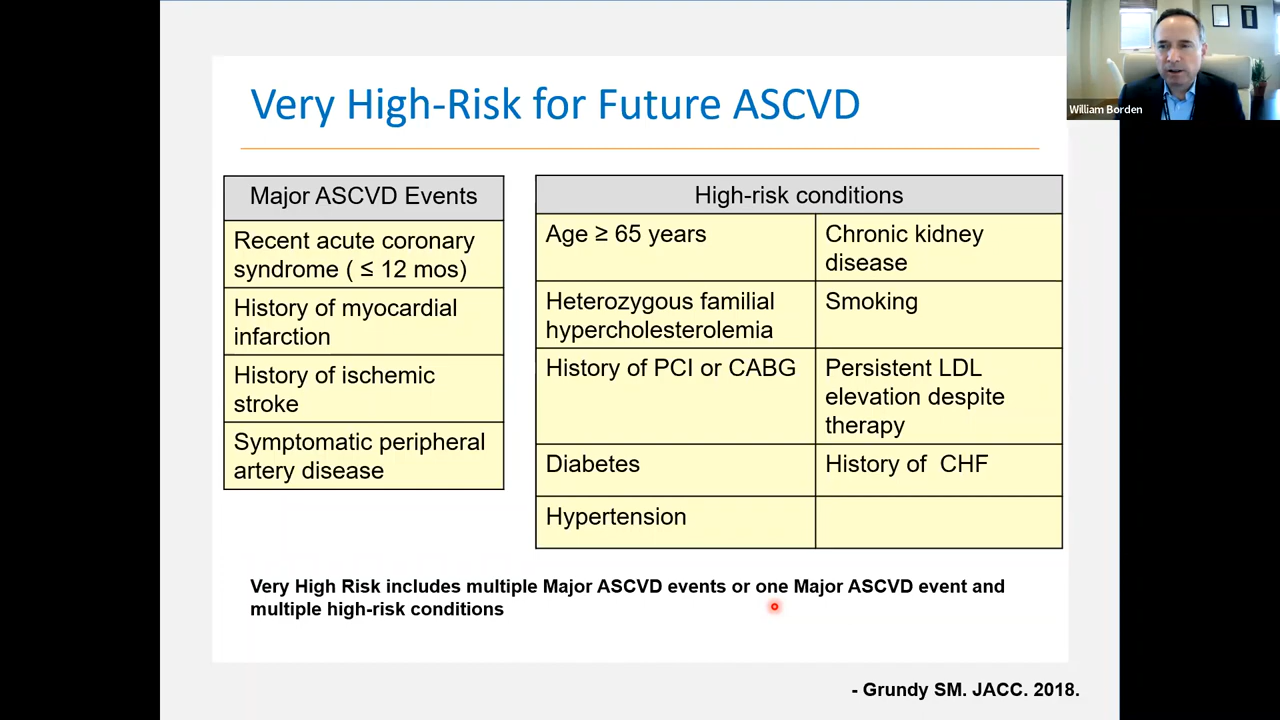 Very High-Risk for Future ASCVD
William Borden
Major ASCVD Events
Recent acute coronary
syndrome ( ≤ 12 mos)
History of myocardial
infarction
History of ischemic
stroke
Symptomatic peripheral
artery disease
High-risk conditions
Age ≥ 65 years
Chronic kidney
disease
Heterozygous familial
hypercholesterolemia
Smoking
History of PCI or CABG
Persistent LDL
elevation despite
therapy
Diabetes
History of CHF
Hypertension
Very High Risk includes multiple Major ASCVD events or one Major ASCVD event and
multiple high-risk conditions
- Grundy SM. JACC. 2018.